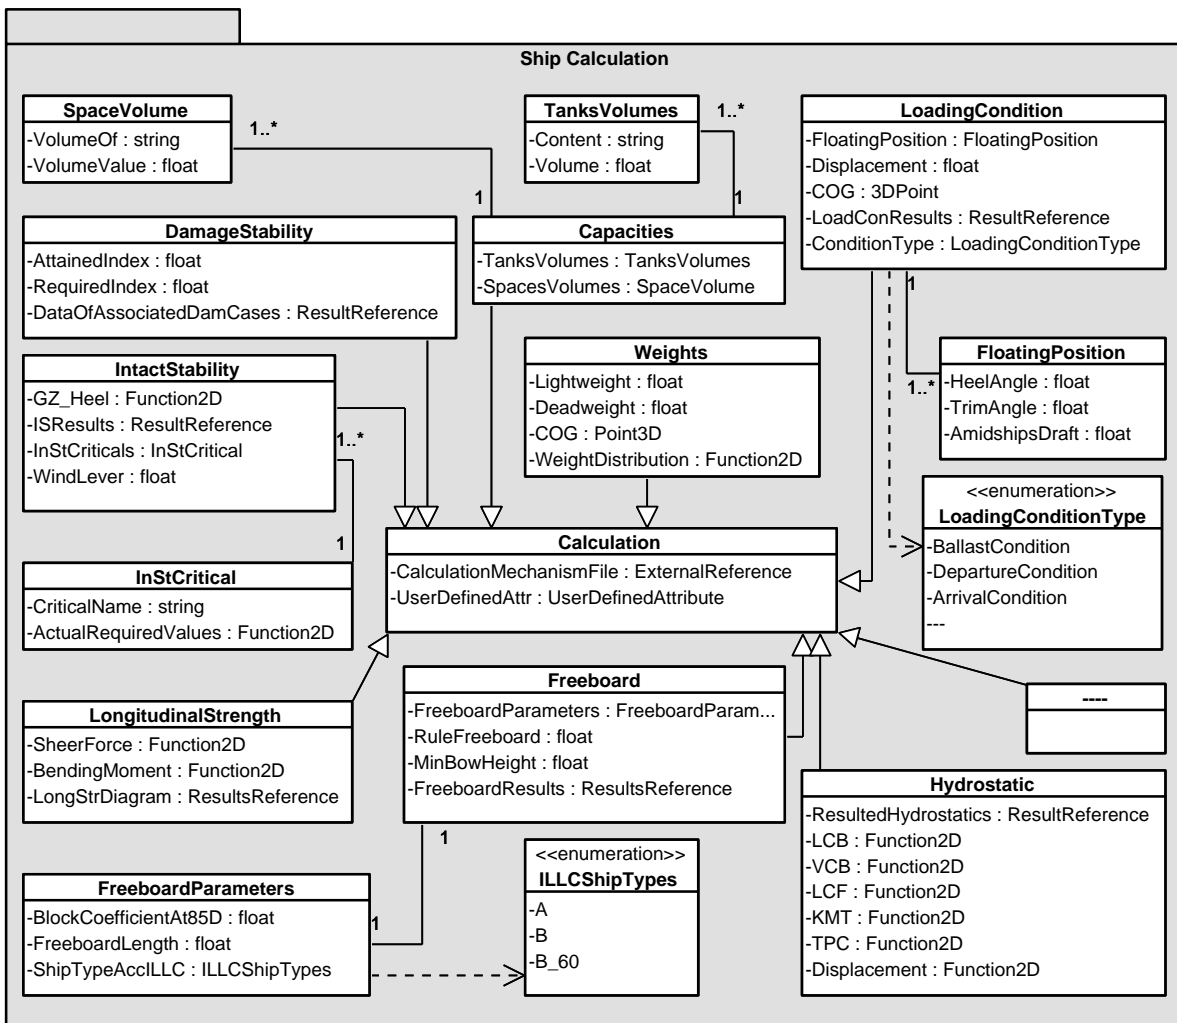 Ship Calculation
SpaceVolume
-VolumeOf : string
-VolumeValue : float
1..*
1
TanksVolumes
-Content : string
-Volume : float
1..*
1
LoadingCondition
-FloatingPosition : FloatingPosition
-Displacement : float
-COG : 3DPoint
-LoadConResults : ResultReference
-ConditionType : LoadingConditionType
1
1..*
DamageStability
-AttainedIndex : float
-RequiredIndex : float
-DataOfAssociatedDamCases : ResultReference
Capacities
-TanksVolumes : TanksVolumes
-SpacesVolumes : SpaceVolume
IntactStability
-GZ_Heel : Function2D
-ISResults : ResultReference
-InStCriticals : InStCritical
-WindLever : float
1..*
1
Weights
-Lightweight : float
-Deadweight : float
-COG : Point3D
-WeightDistribution : Function2D
FloatingPosition
-HeelAngle : float
-TrimAngle : float
-AmidshipsDraft : float
<<enumeration>>
LoadingConditionType
-BallastCondition
-DepartureCondition
-ArrivalCondition
---
Calculation
-CalculationMechanismFile : ExternalReference
-UserDefinedAttr : UserDefinedAttribute
InStCritical
-CriticalName : string
-ActualRequiredValues : Function2D
LongitudinalStrength
-SheerForce : Function2D
-BendingMoment : Function2D
-LongStrDiagram : ResultsReference
Freeboard
-FreeboardParameters : FreeboardParam...
-RuleFreeboard : float
-MinBowHeight : float
-FreeboardResults : ResultsReference
1
1
----
Hydrostatic
-ResultedHydrostatics : ResultReference
-LCB : Function2D
-VCB : Function2D
-LCF : Function2D
-KMT : Function2D
-TPC : Function2D
-Displacement : Function2D
FreeboardParameters
-BlockCoefficientAt85D : float
-FreeboardLength : float
-ShipTypeAccILLC : ILLCShipTypes
<<enumeration>>
ILLCShipTypes
-A
-B
-B_60